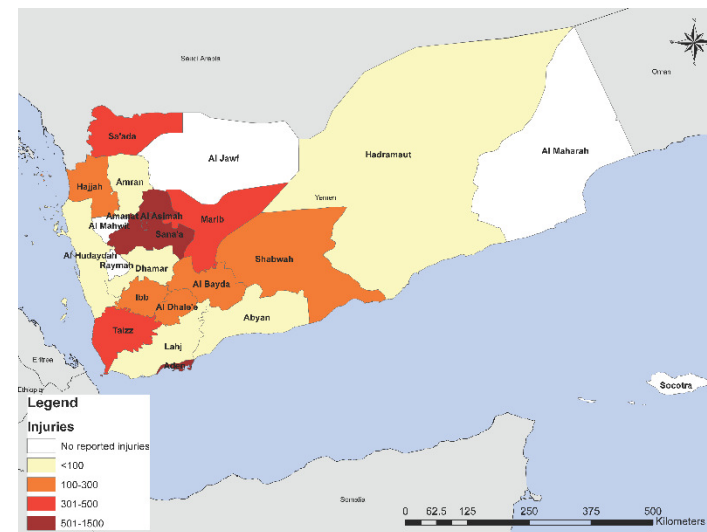 Saudi Arabia
Oman
Sa'ada
Al Jawf
Hadramaut
Al Maharah
Hajjah
Amran
Yemen
Amanat Al Asimah
Marib
Al Mahwit
Sana'a
Al Hudaydah
Raymah
Dhamar
Shabwah
Al Bayda
Ibb
Al Dhale'e
Abyan
Taizz
Lahj
Aden
Eritrea
Ethiopia
Socotra
Legend
Injuries
No reported injuries
<100
100-300
301-500
501-1500
Somalia
0 62.5 125 250 375 500
Kilometers